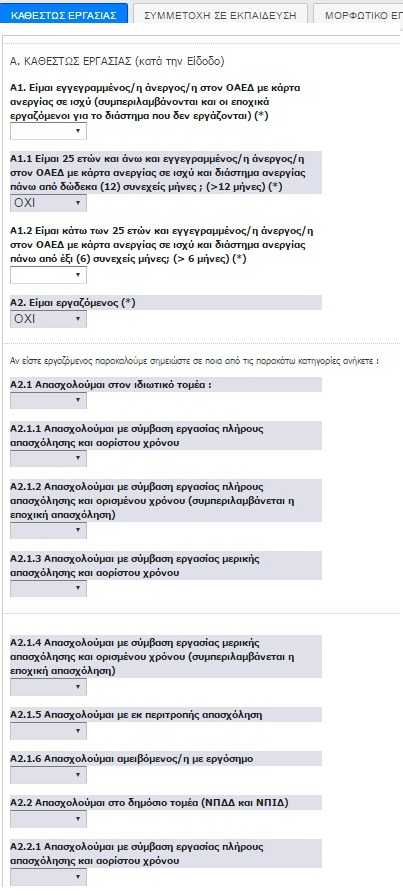 ΚΑΘΕΣΤΩΣ ΕΡΓΑΣΙΑΣ ΣΥΜΜΕΤΟΧΗ ΣΕ ΕΚΠΑΙΔΕΥΣΗ ΜΟΡΦΩΤΙΚΟ ΕΠ
Α. ΚΑΘΕΣΤΩΣ ΕΡΓΑΣΙΑΣ (κατά την Είσοδο)
Α1. Είμαι εγγεγραμμένος/η άνεργος/η στον ΟΑΕΔ με κάρτα
ανεργίας σε ισχύ (συμπεριλαμβάνονται και οι εποχικά
εργαζόμενοι για το διάστημα που δεν εργάζονται) (*)
Α1.1 Είμαι 25 ετών και άνω και εγγεγραμμένος/η άνεργος/η
στον ΟΑΕΔ με κάρτα ανεργίας σε ισχύ και διάστημα ανεργίας
πάνω από δώδεκα (12) συνεχείς μήνες ; (>12 μήνες) (*)
ΟΧΙ
Α1.2 Είμαι κάτω των 25 ετών και εγγεγραμμένος/η άνεργος/η
στον ΟΑΕΔ με κάρτα ανεργίας σε ισχύ και διάστημα ανεργίας
πάνω από έξι (6) συνεχείς μήνες; (> 6 μήνες) (*)
Α2. Είμαι εργαζόμενος (*)
ΟΧΙ
Αν είστε εργαζόμενος παρακαλούμε σημειώστε σε ποια από τις παρακάτω κατηγορίες ανήκετε :
Α2.1 Απασχολούμαι στον ιδιωτικό τομέα :
Α2.1.1 Απασχολούμαι με σύμβαση εργασίας πλήρους
απασχόλησης και αορίστου χρόνου
Α2.1.2 Απασχολούμαι με σύμβαση εργασίας πλήρους
απασχόλησης και ορισμένου χρόνου (συμπεριλαμβάνεται η
εποχική απασχόληση)
Α2.1.3 Απασχολούμαι με σύμβαση εργασίας μερικής
απασχόλησης και αορίστου χρόνου
Α2.1.4 Απασχολούμαι με σύμβαση εργασίας μερικής
απασχόλησης και ορισμένου χρόνου (συμπεριλαμβάνεται η
εποχική απασχόληση)
Α2.1.5 Απασχολούμαι με εκ περιτροπής απασχόληση
Α2.1.6 Απασχολούμαι αμειβόμενος/η με εργόσημο
Α2.2 Απασχολούμαι στο δημόσιο τομέα (ΝΠΔΔ και ΝΠΙΔ)
Α2.2.1 Απασχολούμαι με σύμβαση εργασίας πλήρους
απασχόλησης και αορίστου χρόνου